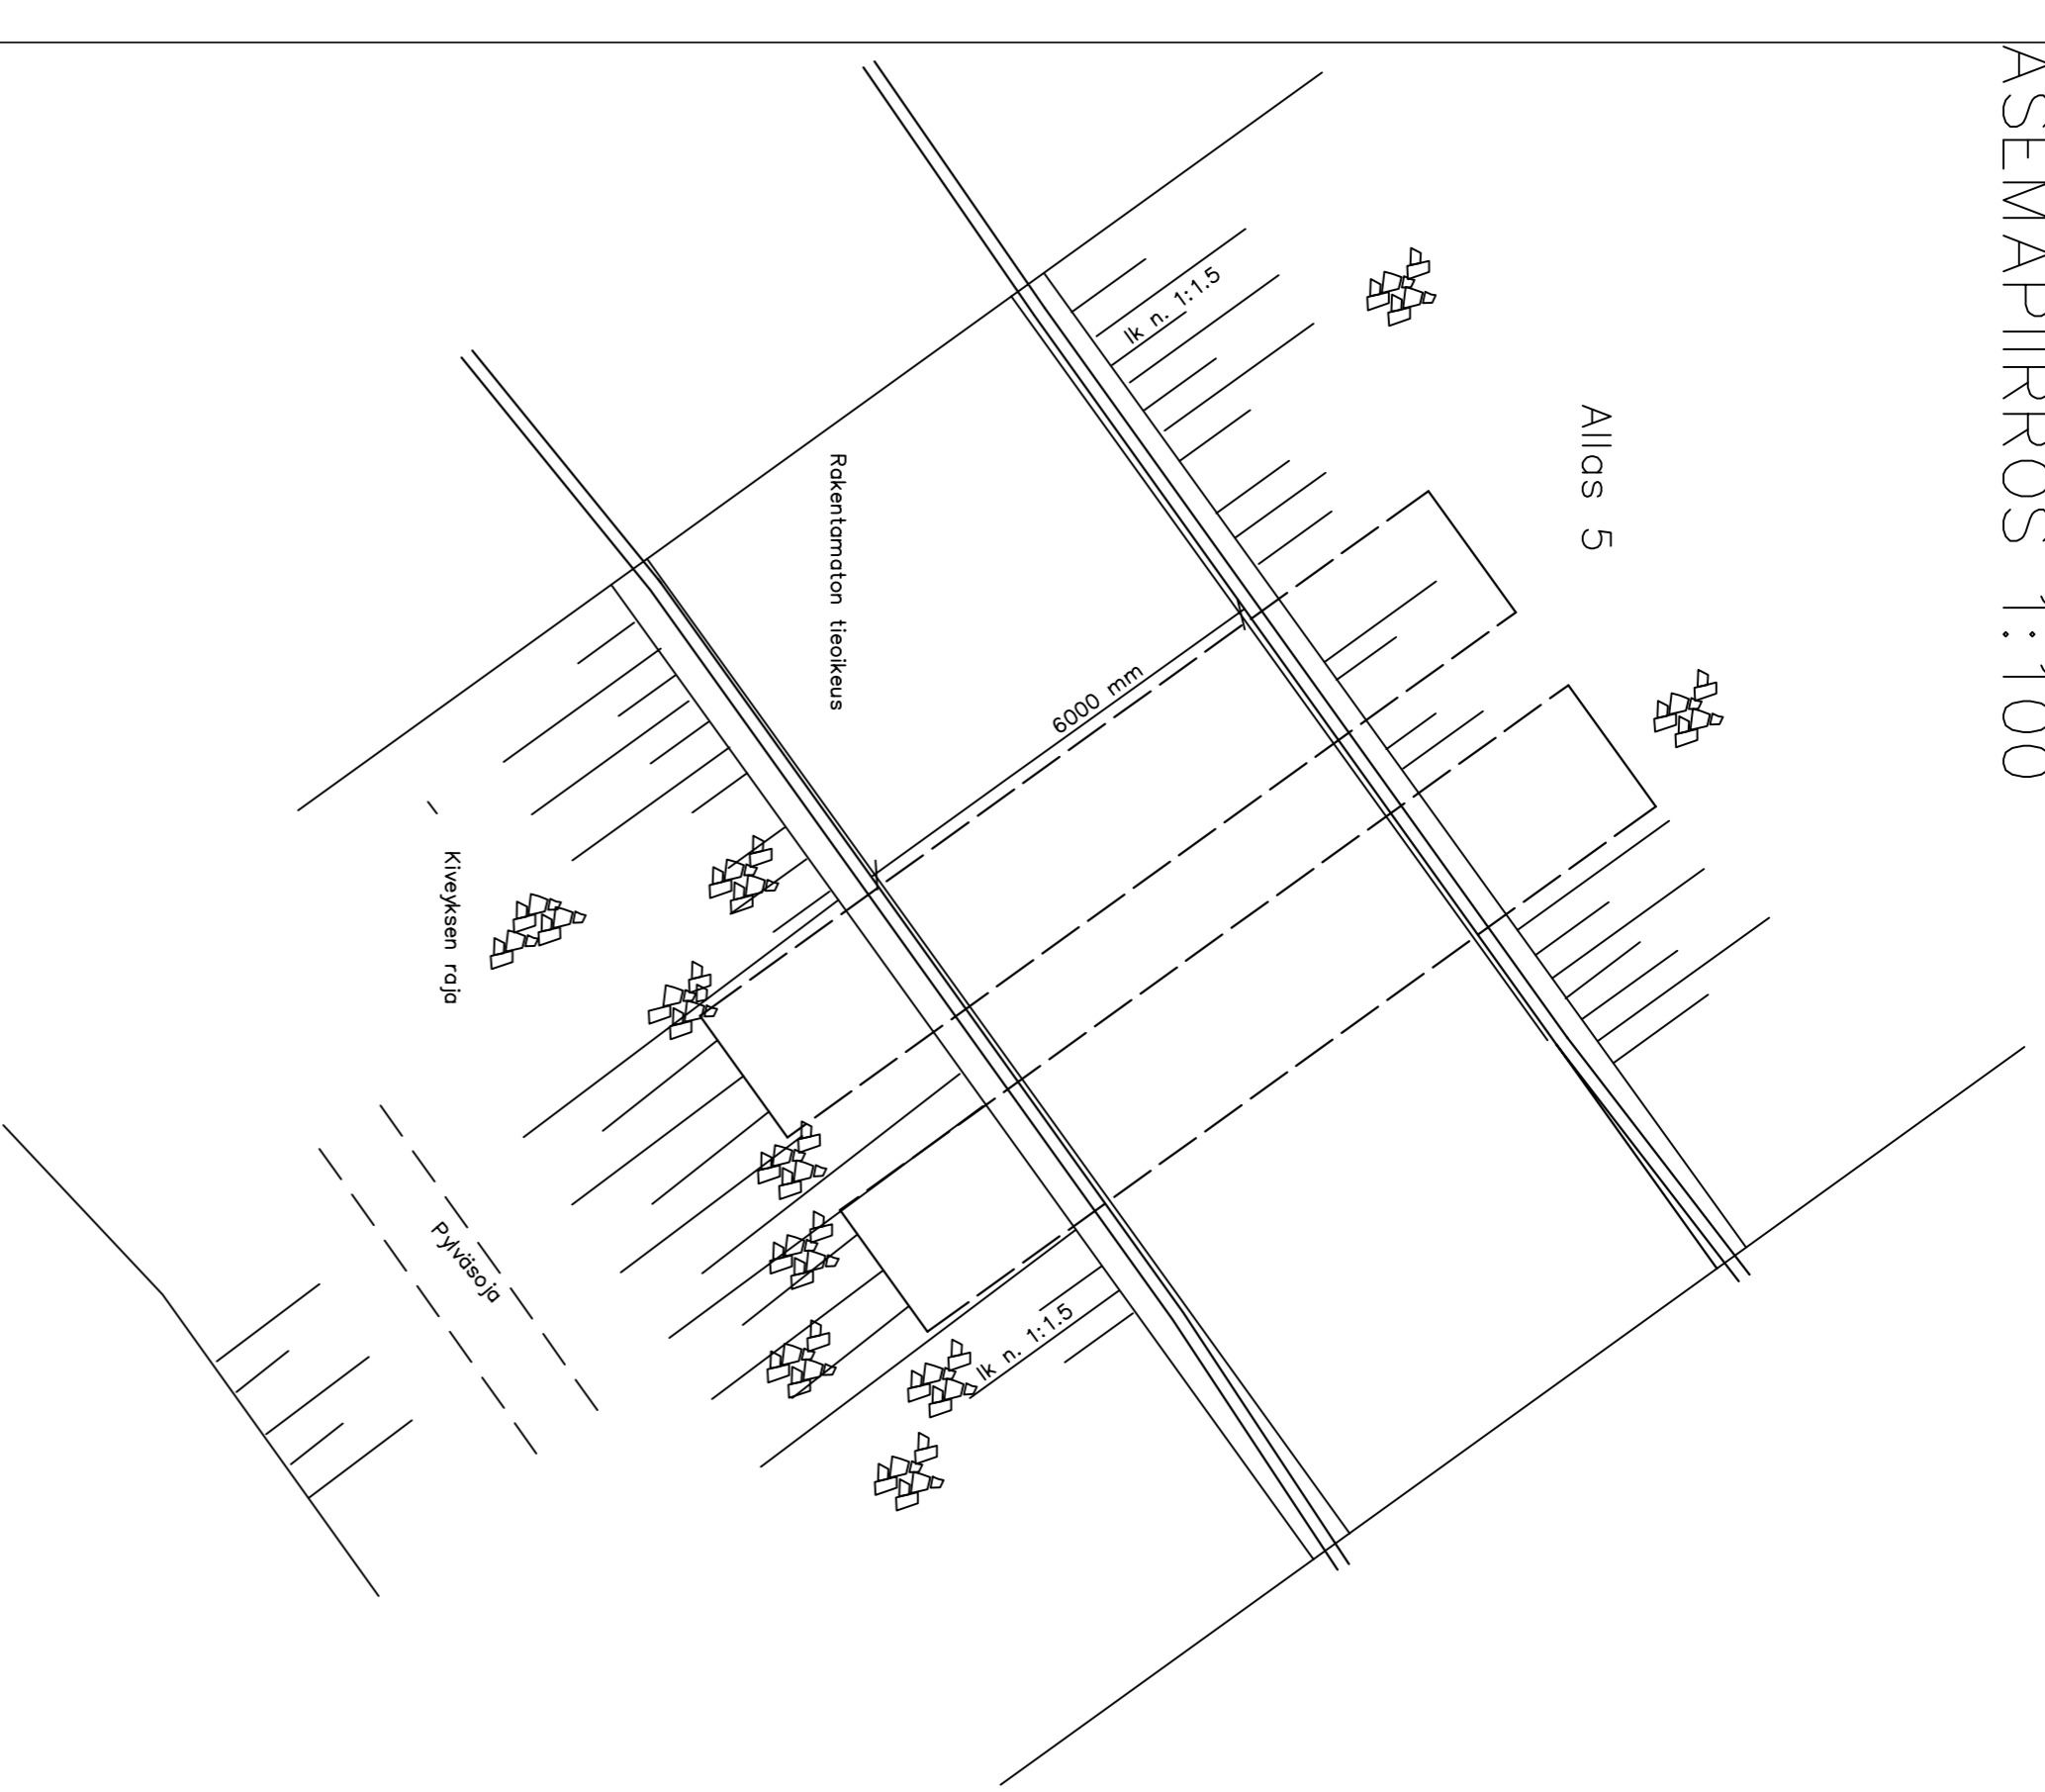 ASEMAPIIRROS 1:100
Allas 5
lk n. 1:1.5
6000 mm
Rakentamaton tieoikeus
Kiveyksen raja
Pylväsoja
lk n. 1:1.5